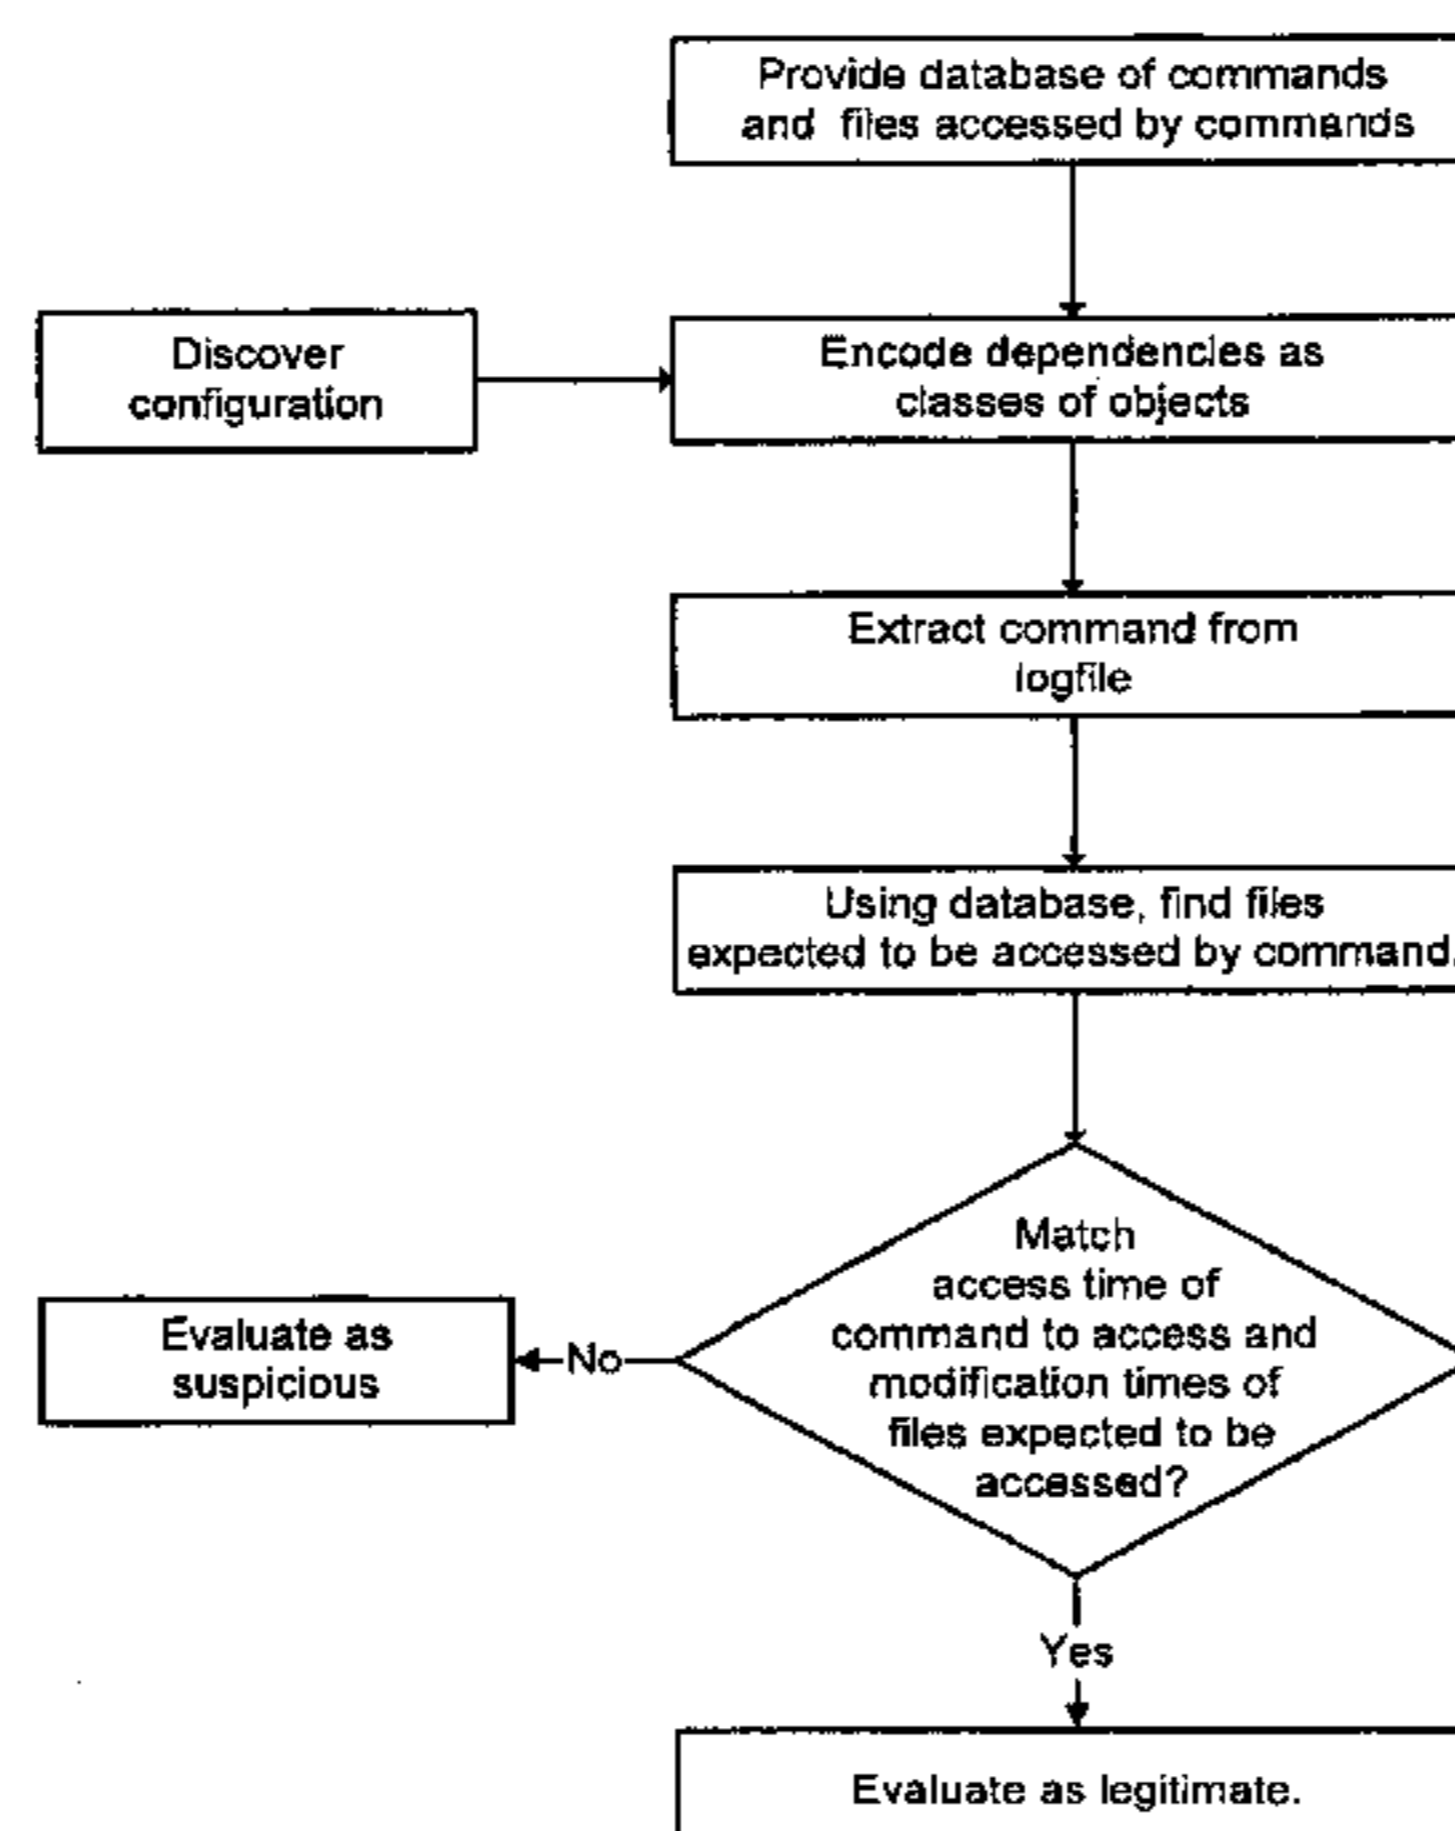 Provide database of commands
and files accessed by commands
Discover
configuration
Encode dependencies as
classes of objects
Extract command from
logfile
Using database, find files
expected to be accessed by command.
Match
access time of
command to access and
modification times of
files expected to be
accessed?
No
Evaluate as
suspicious
Yes
Evaluate as legitimate.